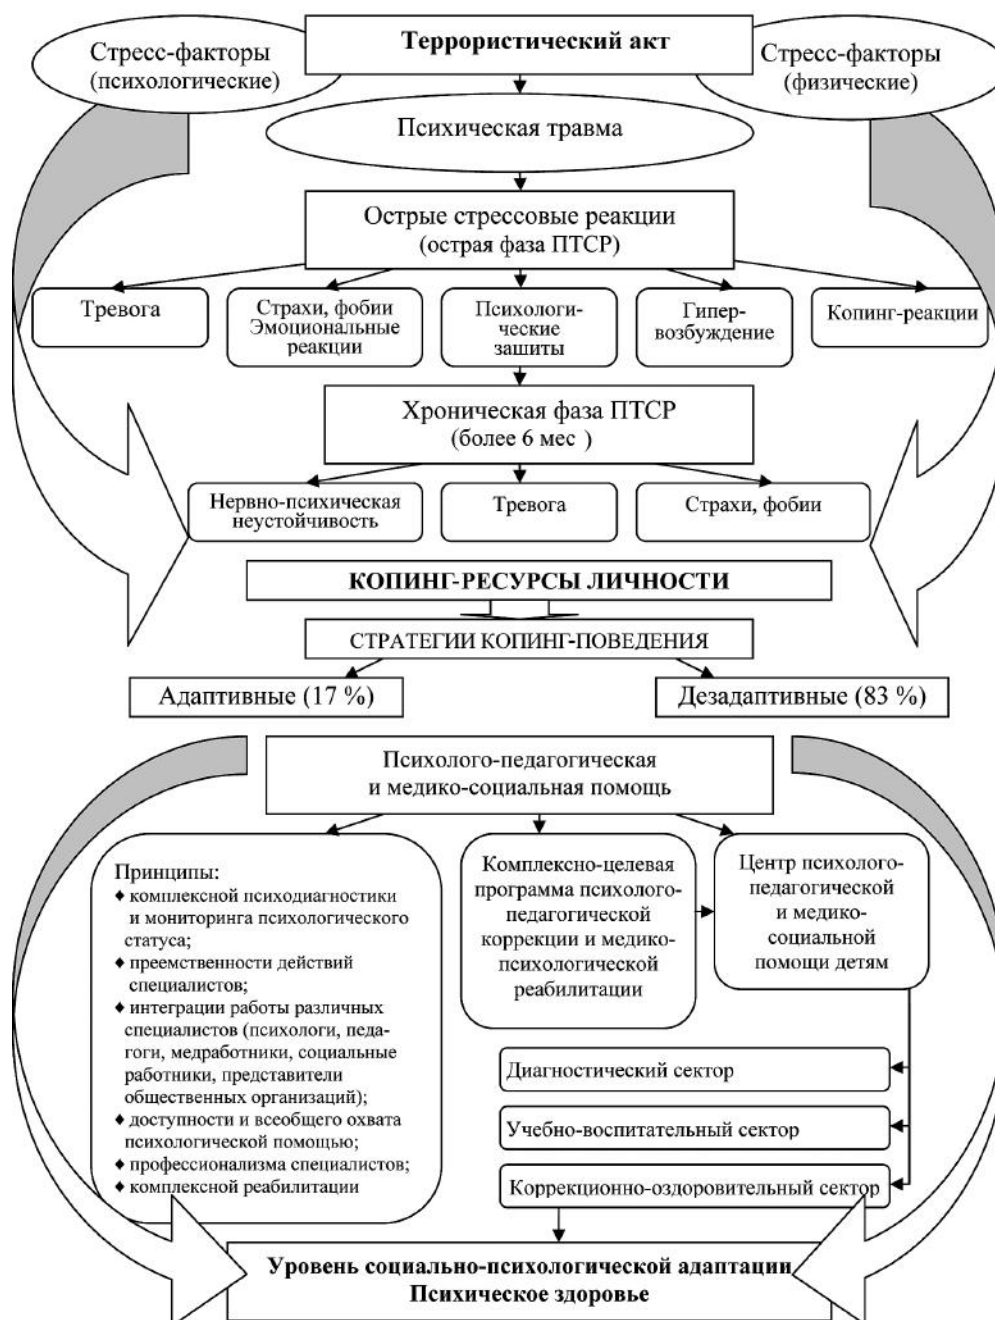 Стресс-факторы
(психологические)
Террористический акт
Стресс-факторы
(физические)
Психическая травма
Острые стрессовые реакции
(острая фаза ПТСР)
Тревога
Страхи, фобии
Эмоциональные
реакции
Психологи-
ческие
зашиты
Гипер-
возбуждение
Копинг-реакции
Хроническая фаза ПТСР
(более 6 мес )
Нервно-психическая
неустойчивость
Тревога
Страхи, фобии
КОПИНГ-РЕСУРСЫ ЛИЧНОСТИ
СТРАТЕГИИ КОПИНГ-ПОВЕДЕНИЯ
Адаптивные (17 %)
Дезадаптивные (83 %)
Психолого-педагогическая
и медико-социальная помощь
Принципы:
♦ комплексной психодиагностики
и мониторинга психологического
статуса;
♦ преемственности действий
специалистов;
♦ интеграции работы различных
специалистов (психологи, педа-
гоги, медработники, социальные
работники, представители
общественных организаций);
♦ доступности и всеобщего охвата
психологической помощью;
♦ профессионализма специалистов;
♦ комплексной реабилитации
Комплексно-целевая
программа психолого-
педагогической
коррекции и медико-
психологической
реабилитации
Центр психолого-
педагогической
и медико-
социальной
помощи детям
Диагностический сектор
Учебно-воспитательный сектор
Коррекционно-оздоровительный сектор
Уровень социально-психологической адаптации
Психическое здоровье